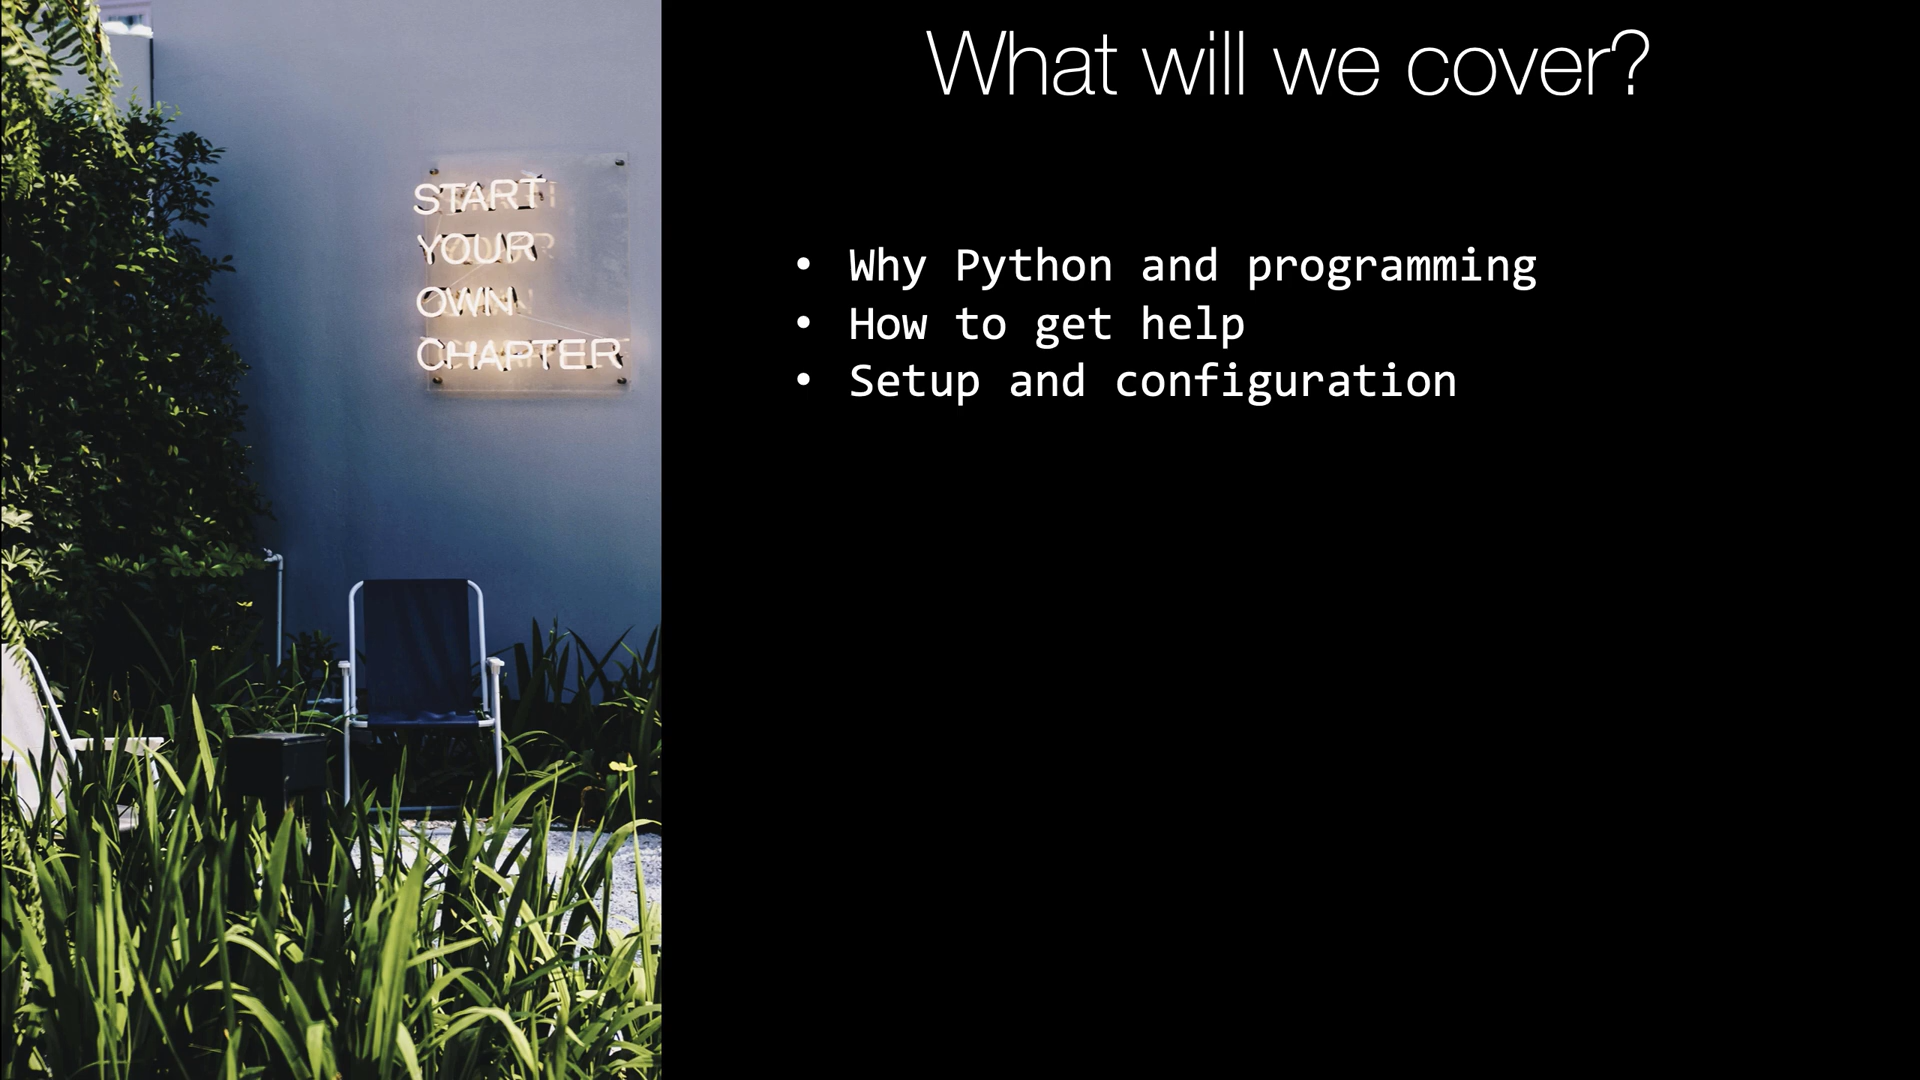 What will we cover?
START
YOUR
OWN
CHAPTER
• Why Python and programming
• How to get help
• Setup and configuration